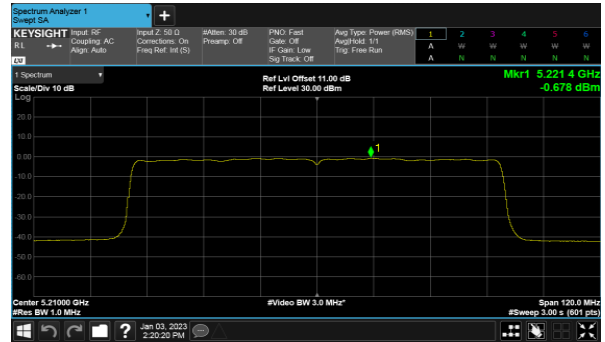 Spectrum Analyzer 1
Swept SA
+
KEYSIGHT Input: RF Input Z: 50 Ω #Atten: 30 dB PNO: Fast Avg Type: Power (RMS) 1 2 3 4 5 6
RL Coupling: AC Corrections: On Preamp: Off Gate: Off Avg|Hold: 1/1 A W W W W W
Align: Auto Freq Ref: Int (S) IF Gain: Low Trig: Free Run
LXI Sig Track: Off A N N N N N
1 Spectrum Ref Lvl Offset 11.00 dB Mkr1 5.221 4 GHz
Scale/Div 10 dB Ref Level 30.00 dBm -0.678 dBm
Log
20.0
10.0
0.00 1
-10.0
-20.0
-30.0
-40.0
-50.0
-60.0
Center 5.21000 GHz #Video BW 3.0 MHz* Span 120.0 MHz
#Res BW 1.0 MHz #Sweep 3.00 s (601 pts)
? Jan 03, 2023
2:20:20 PM